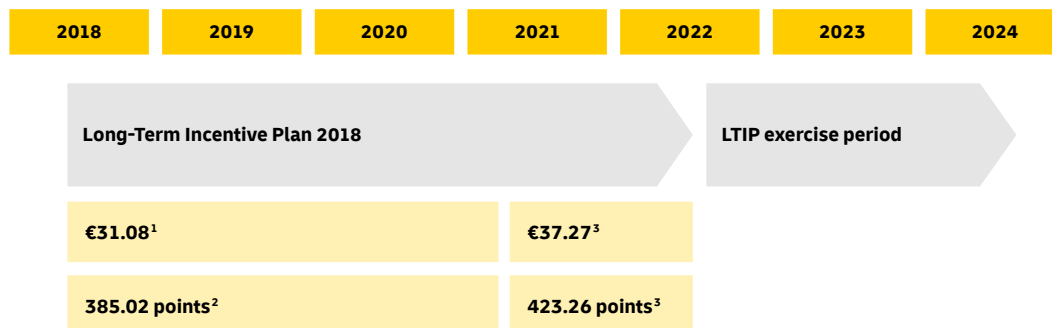 2018 2019 2020 2021 2022 2023 2024
Long-Term Incentive Plan 2018 LTIP exercise period
€31.08¹ €37.27³
385.02 points² 423.26 points³